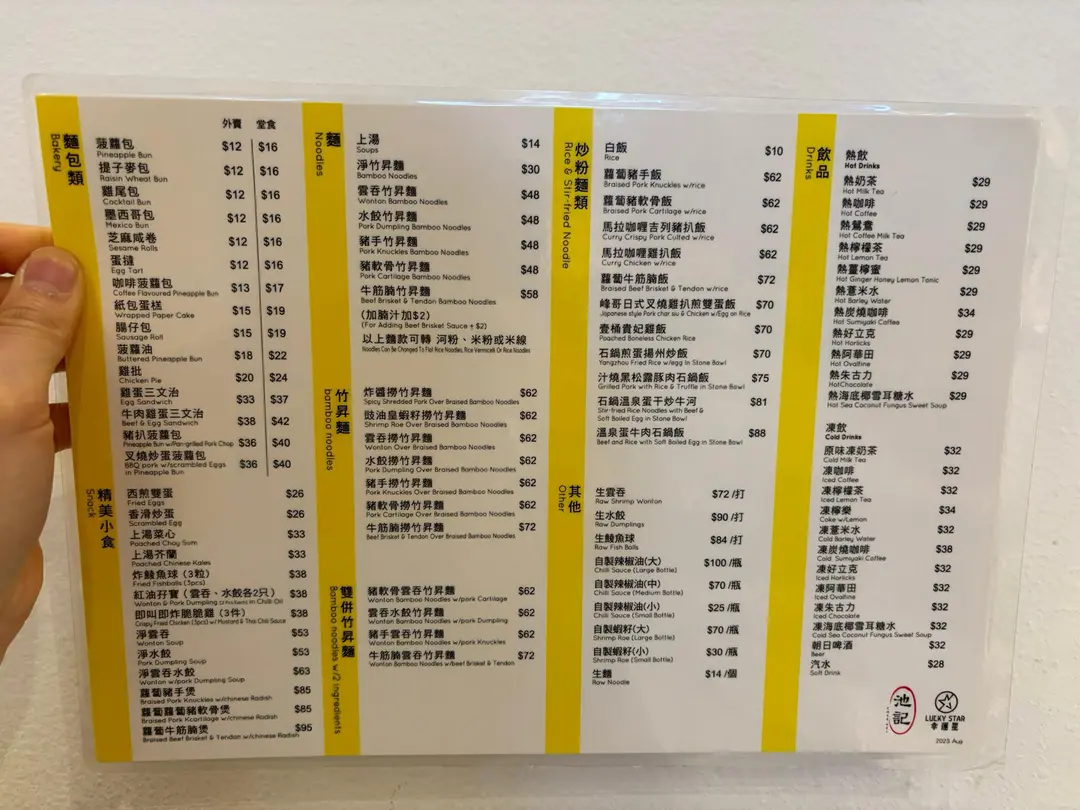 麵包類
Bakery
外賣 堂食
菠蘿包 $12 $16
Pineapple Bun
提子麥包 $12 $16
Raisin Wheat Bun
雞尾包 $12 $16
Cocktail Bun
墨西哥包 $12 $16
Mexico Bun
芝麻咸卷 $12 $16
Sesame Rolls
蛋撻 $12 $16
Egg Tart
咖啡菠蘿包 $13 $17
Coffee Flavoured Pineapple Bun
紙包蛋糕 $15 $19
Wrapped Paper Cake
腸仔包 $15 $19
Sausage Roll
菠蘿油 $18 $22
Buttered Pineapple Bun
雞批 $20 $24
Chicken Pie
雞蛋三文治 $33 $37
Egg Sandwich
牛肉雞蛋三文治 $38 $42
Beef & Egg Sandwich
豬扒菠蘿包 $36 $40
Pineapple Bun w/Pan-grilled Pork Chop
叉燒炒蛋菠蘿包 $36 $40
BBQ pork w/scrambled Eggs
in Pineapple Bun
精美小食
Snack
西煎雙蛋 $26
Fried Eggs
香滑炒蛋 $26
Scrambled Egg
上湯菜心 $33
Poached Choy Sum
上湯芥蘭 $33
Poached Chinese Kales
炸鯪魚球(3粒) $38
Fried Fishballs (3pcs)
紅油孖寶(雲吞、水餃各2只) $38
Wonton & Pork Dumpling In Chilli Oil
即叫即炸脆脆雞(3件) $38
Crispy Fried Chicken (3pcs) w/ Mustard & Thai Chili Sauce
淨雲吞 $53
Wonton Soup
淨水餃 $53
Pork Dumpling Soup
淨雲吞水餃 $63
Wonton w/pork Dumpling Soup
蘿蔔豬手煲 $85
Braised Pork Knuckles w/chinese Radish
蘿蔔蘿蔔豬軟骨煲 $85
Braised Pork Kcartilage w/chinese Radish
蘿蔔牛筋腩煲 $95
Braised Beef Brisket & Tendon w/chinese Radish
麵
Noodles
上湯 $14
Soups
淨竹昇麵 $30
Bamboo Noodles
雲吞竹昇麵 $48
Wonton Bamboo Noodles
水餃竹昇麵 $48
Pork Dumpling Bamboo Noodles
豬手竹昇麵 $48
Pork Knuckles Bamboo Noodles
豬軟骨竹昇麵 $48
Pork Cartilage Bamboo Noodles
牛筋腩竹昇麵 $58
Beef Brisket & Tendon Bamboo Noodles
(加腩汁加$2)
(For Adding Beef Brisket Sauce + $2)
以上麵款可轉 河粉、米粉或米線
Noodles Can Be Changed To Flat Rice Noodles, Rice Vermicelli Or Rice Noodles
竹昇麵
bamboo noodles
炸醬撈竹昇麵 $62
Spicy Shredded Pork Over Braised Bamboo Noodles
豉油皇蝦籽撈竹昇麵 $62
Shrimp Roe Over Braised Bamboo Noodles
雲吞撈竹昇麵 $62
Wonton Over Braised Bamboo Noodles
水餃撈竹昇麵 $62
Pork Dumpling Over Braised Bamboo Noodles
豬手撈竹昇麵 $62
Pork Knuckles Over Braised Bamboo Noodles
豬軟骨撈竹昇麵 $62
Pork Cartilage Over Braised Bamboo Noodles
牛筋腩撈竹昇麵 $72
Beef Brisket & Tendon Over Braised Bamboo Noodles
雙併竹昇麵
Bamboo noodles w/2 ingredients
豬軟骨雲吞竹昇麵 $62
Wonton Bamboo Noodles w/pork Cartilage
雲吞水餃竹昇麵 $62
Wonton Bamboo Noodles w/pork Dumpling
豬手雲吞竹昇麵 $62
Wonton Bamboo Noodles w/pork Knuckles
牛筋腩雲吞竹昇麵 $72
Wonton Bamboo Noodles w/beef Brisket & Tendon
炒粉麵類
Rice & Stir-fried Noodle
白飯 $10
Rice
蘿蔔豬手飯 $62
Braised Pork Knuckles w/rice
蘿蔔豬軟骨飯 $62
Braised Pork Cartilage w/rice
馬拉咖喱吉列豬扒飯 $62
Curry Crispy Pork Cutled w/rice
馬拉咖喱雞扒飯 $62
Curry Chicken w/rice
蘿蔔牛筋腩飯 $72
Braised Beef Brisket & Tendon w/rice
峰哥日式叉燒雞扒煎雙蛋飯 $70
Japanese style Pork char siu & Chicken w/Egg on Rice
壹桶貴妃雞飯 $70
Poached Boneless Chicken Rice
石鍋煎蛋揚州炒飯 $70
Yangzhou Fried Rice w/egg In Stone Bowl
汁燒黑松露豚肉石鍋飯 $75
Grilled Pork with Rice & Truffle in Stone Bowl
石鍋溫泉蛋干炒牛河 $81
Stir-fried Rice Noodles with Beef &
Soft Boiled Egg in Stone Bowl
溫泉蛋牛肉石鍋飯 $88
Beef and Rice with Soft Boiled Egg in Stone Bowl
其他
Other
生雲吞 $72 /打
Raw Shrimp Wonton
生水餃 $90 /打
Raw Dumplings
生鯪魚球 $84 /打
Raw Fish Balls
自製辣椒油(大) $100 /瓶
Chilli Sauce (Large Bottle)
自製辣椒油(中) $70 /瓶
Chilli Sauce (Medium Bottle)
自製辣椒油(小) $25 /瓶
Chilli Sauce (Small Bottle)
自製蝦籽(大) $70 /瓶
Shrimp Roe (Large Bottle)
自製蝦籽(小) $30 /瓶
Shrimp Roe (Small Bottle)
生麵 $14 /個
Raw Noodle
飲品
Drinks
熱飲
Hot Drinks
熱奶茶 $29
Hot Milk Tea
熱咖啡 $29
Hot Coffee
熱鴛鴦 $29
Hot Coffee Milk Tea
熱檸檬茶 $29
Hot Lemon Tea
熱薑檸蜜 $29
Hot Ginger Honey Lemon Tonic
熱薏米水 $29
Hot Barley Water
熱炭燒咖啡 $34
Hot Sumiyaki Coffee
熱好立克 $29
Hot Horlicks
熱阿華田 $29
Hot Ovaltine
熱朱古力 $29
HotChocolate
熱海底椰雪耳糖水 $29
Hot Sea Coconut Fungus Sweet Soup
凍飲
Cold Drinks
原味凍奶茶 $32
Cold Milk Tea
凍咖啡 $32
Iced Coffee
凍檸檬茶 $32
Iced Lemon Tea
凍檸樂 $34
Coke w/Lemon
凍薏米水 $32
Cold Barley Water
凍炭燒咖啡 $38
Cold Sumiyaki Coffee
凍好立克 $32
Iced Horlicks
凍阿華田 $32
Iced Ovaltine
凍朱古力 $32
Iced Chocolate
凍海底椰雪耳糖水 $32
Cold Sea Coconut Fungus Sweet Soup
朝日啤酒 $32
Beer
汽水 $28
Soft Drink
池記
LUCKY STAR
幸運星
2023 Aug